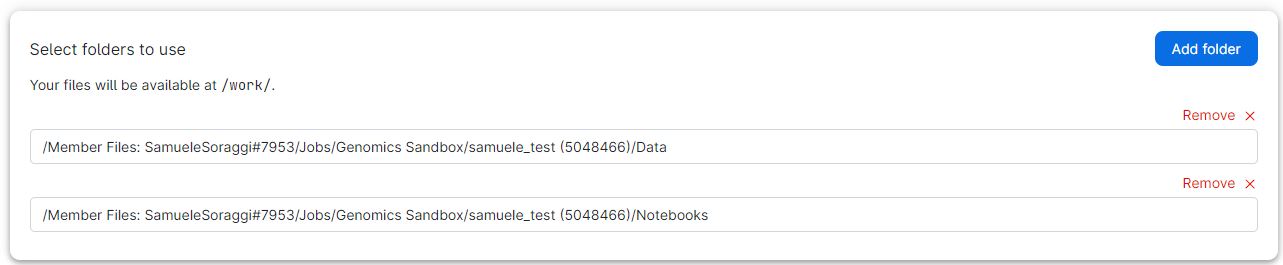 Select folders to use
Add folder
Your files will be available at /work/.
Remove ×
/Member Files: SamueleSoraggi#7953/Jobs/Genomics Sandbox/samuele_test (5048466)/Data
Remove ×
/Member Files: SamueleSoraggi#7953/Jobs/Genomics Sandbox/samuele_test (5048466)/Notebooks